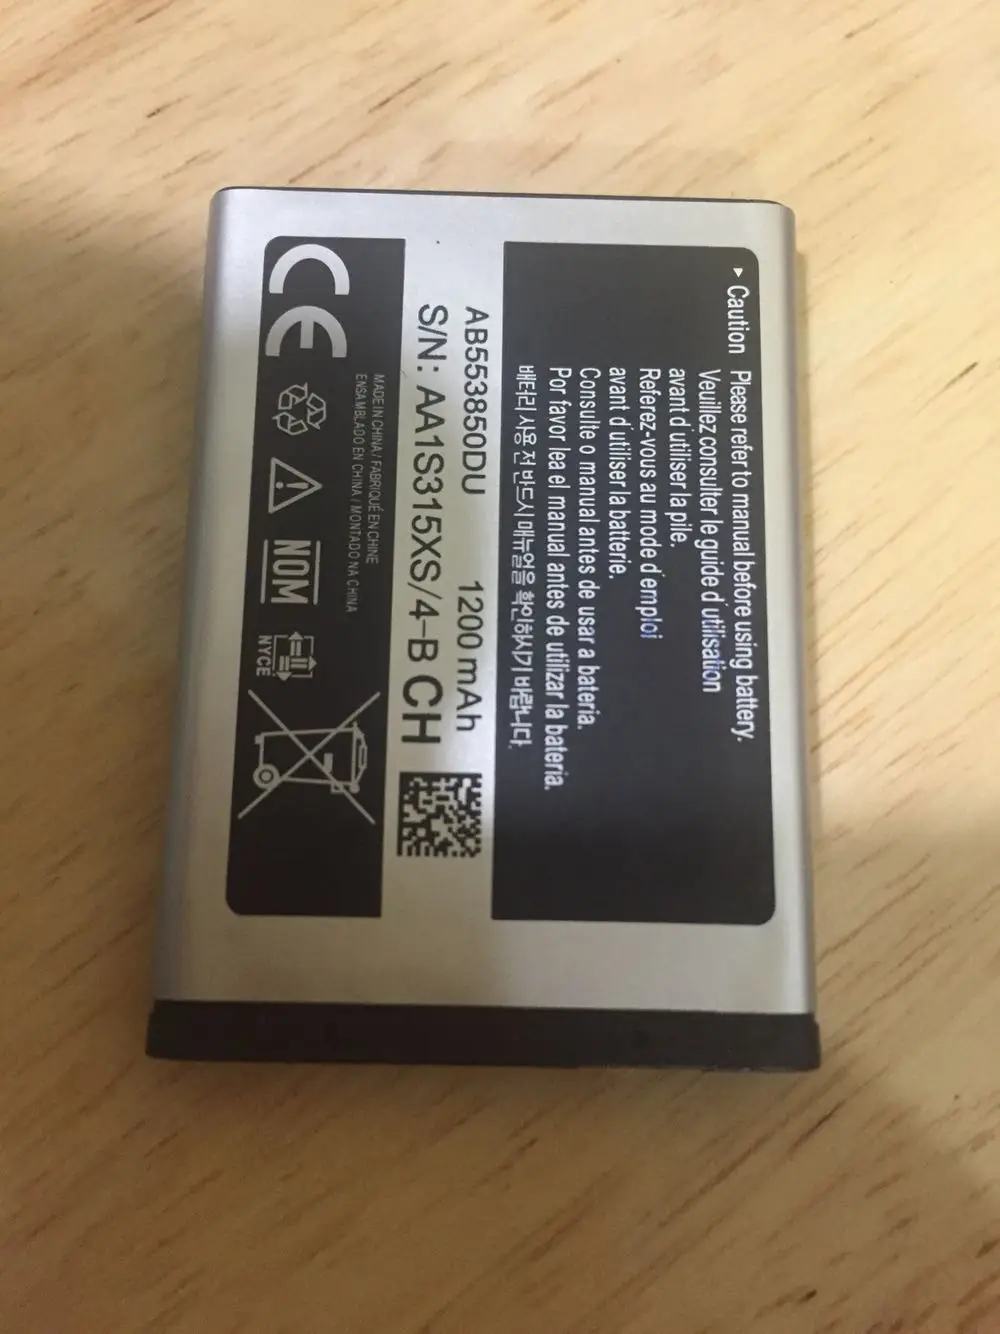 ▸ Caution Please refer to manual before using battery.
Veuillez consulter le guide d'utilisation
avant d'utiliser la pile.
Referez-vous au mode d'emploi
avant d'utiliser la batterie.
Consulte o manual antes de usar a bateria.
Por favor lea el manual antes de utilizar la bateria.
배터리 사용 전 반드시 매뉴얼을 확인하시기 바랍니다.
AB553850DU 1200 mAh
S/N: AA1S315XS/4-B CH
MADE IN CHINA / FABRIQUÉ EN CHINE
ENSAMBLADO EN CHINA / MONTADO NA CHINA
CE
NOM
NYCE